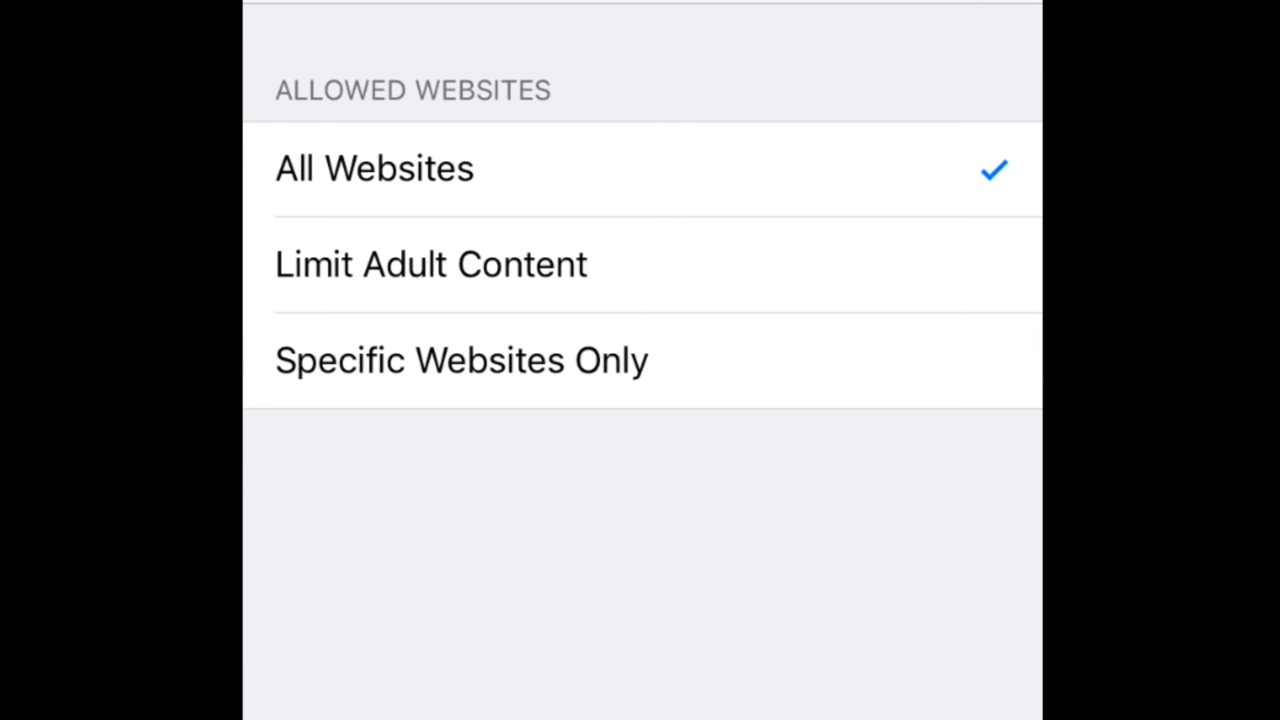 ALLOWED WEBSITES
All Websites
Limit Adult Content
Specific Websites Only